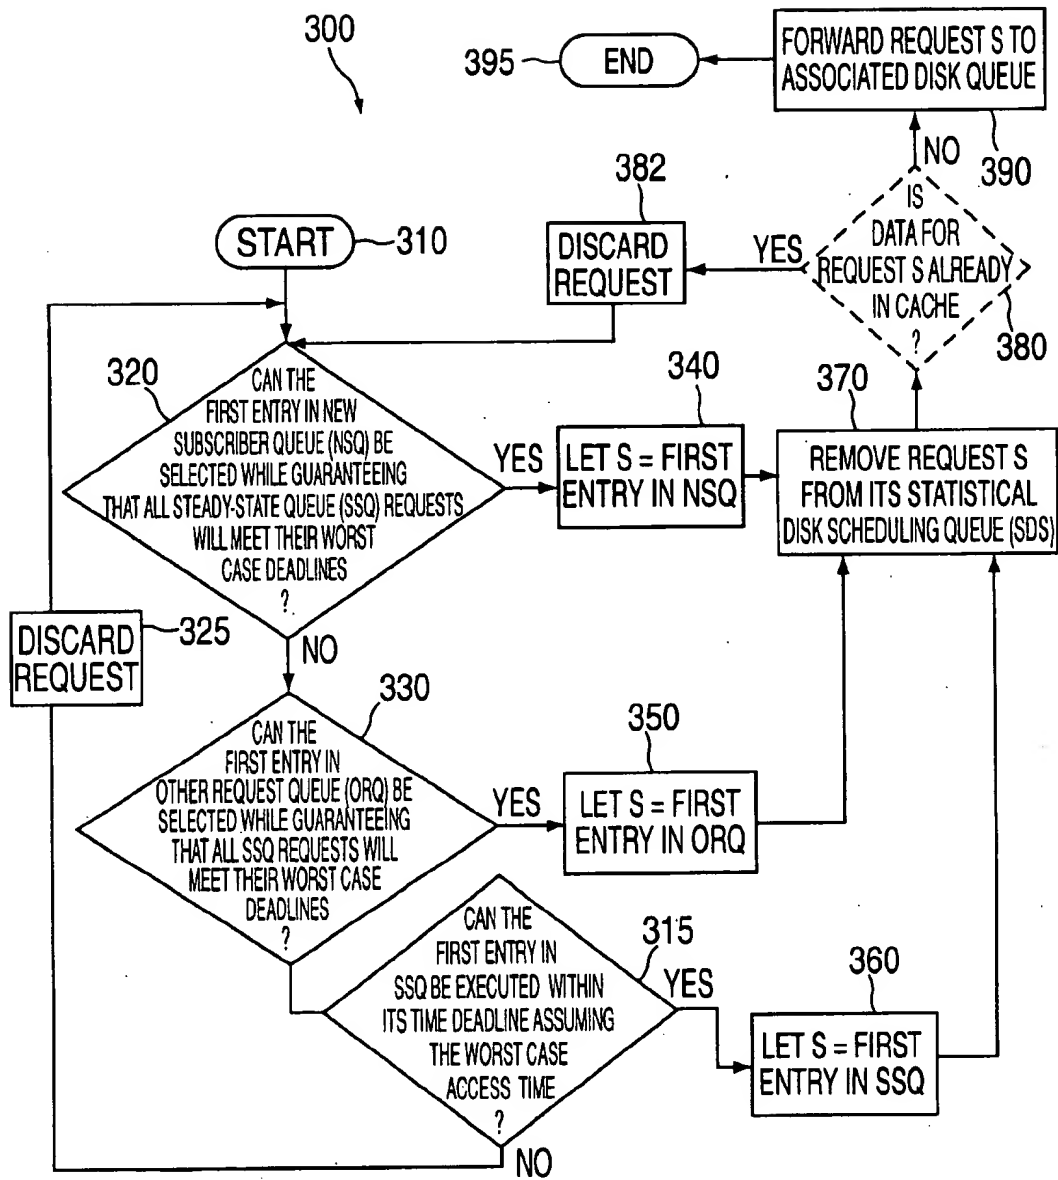 300
395
END
FORWARD REQUEST S TO
ASSOCIATED DISK QUEUE
390
NO
382
DISCARD
REQUEST
YES
IS
DATA FOR
REQUEST S ALREADY
IN CACHE
?
380
START
310
320
CAN THE
FIRST ENTRY IN NEW
SUBSCRIBER QUEUE (NSQ) BE
SELECTED WHILE GUARANTEEING
THAT ALL STEADY-STATE QUEUE (SSQ) REQUESTS
WILL MEET THEIR WORST
CASE DEADLINES
?
YES
340
LET S = FIRST
ENTRY IN NSQ
370
REMOVE REQUEST S
FROM ITS STATISTICAL
DISK SCHEDULING QUEUE (SDS)
DISCARD
REQUEST
325
NO
330
CAN THE
FIRST ENTRY IN
OTHER REQUEST QUEUE (ORQ) BE
SELECTED WHILE GUARANTEEING
THAT ALL SSQ REQUESTS WILL
MEET THEIR WORST CASE
DEADLINES
?
YES
350
LET S = FIRST
ENTRY IN ORQ
CAN THE
FIRST ENTRY IN
SSQ BE EXECUTED WITHIN
ITS TIME DEADLINE ASSUMING
THE WORST CASE
ACCESS TIME
?
315
YES
360
LET S = FIRST
ENTRY IN SSQ
NO